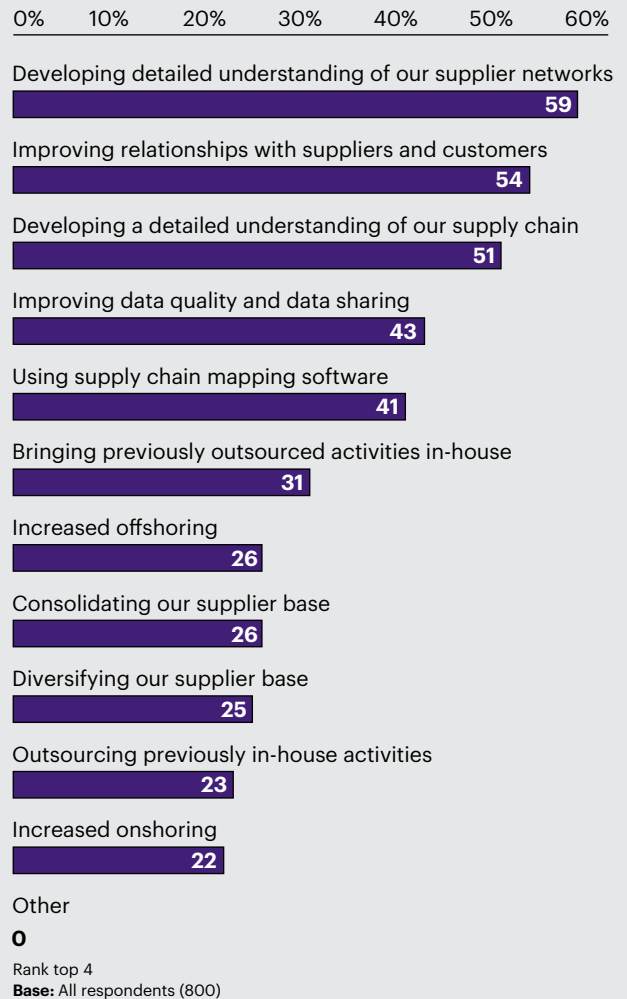 0% 10% 20% 30% 40% 50% 60%
Developing detailed understanding of our supplier networks
59
Improving relationships with suppliers and customers
54
Developing a detailed understanding of our supply chain
51
Improving data quality and data sharing
43
Using supply chain mapping software
41
Bringing previously outsourced activities in-house
31
Increased offshoring
26
Consolidating our supplier base
26
Diversifying our supplier base
25
Outsourcing previously in-house activities
23
Increased onshoring
22
Other
0
Rank top 4
Base: All respondents (800)